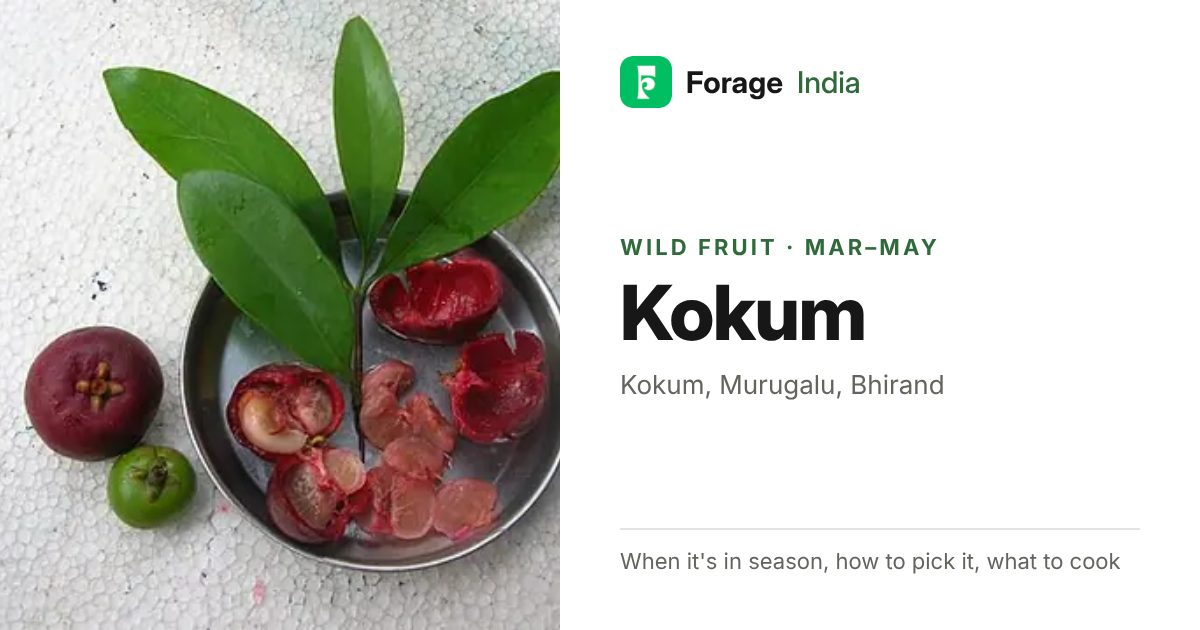 Forage India
WILD FRUIT · MAR–MAY
Kokum
Kokum, Murugalu, Bhirand
When it's in season, how to pick it, what to cook